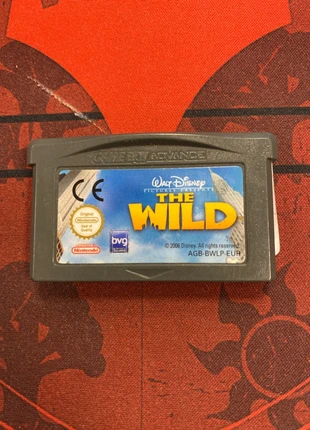 GAME BOY ADVANCE
CE
WALT DISNEY
PICTURES PRESENTS
THE
WILD
Original
Nintendo
Seal of
Quality
Nintendo
bvg
© 2006 Disney. All rights reserved.
AGB-BWLP-EUR